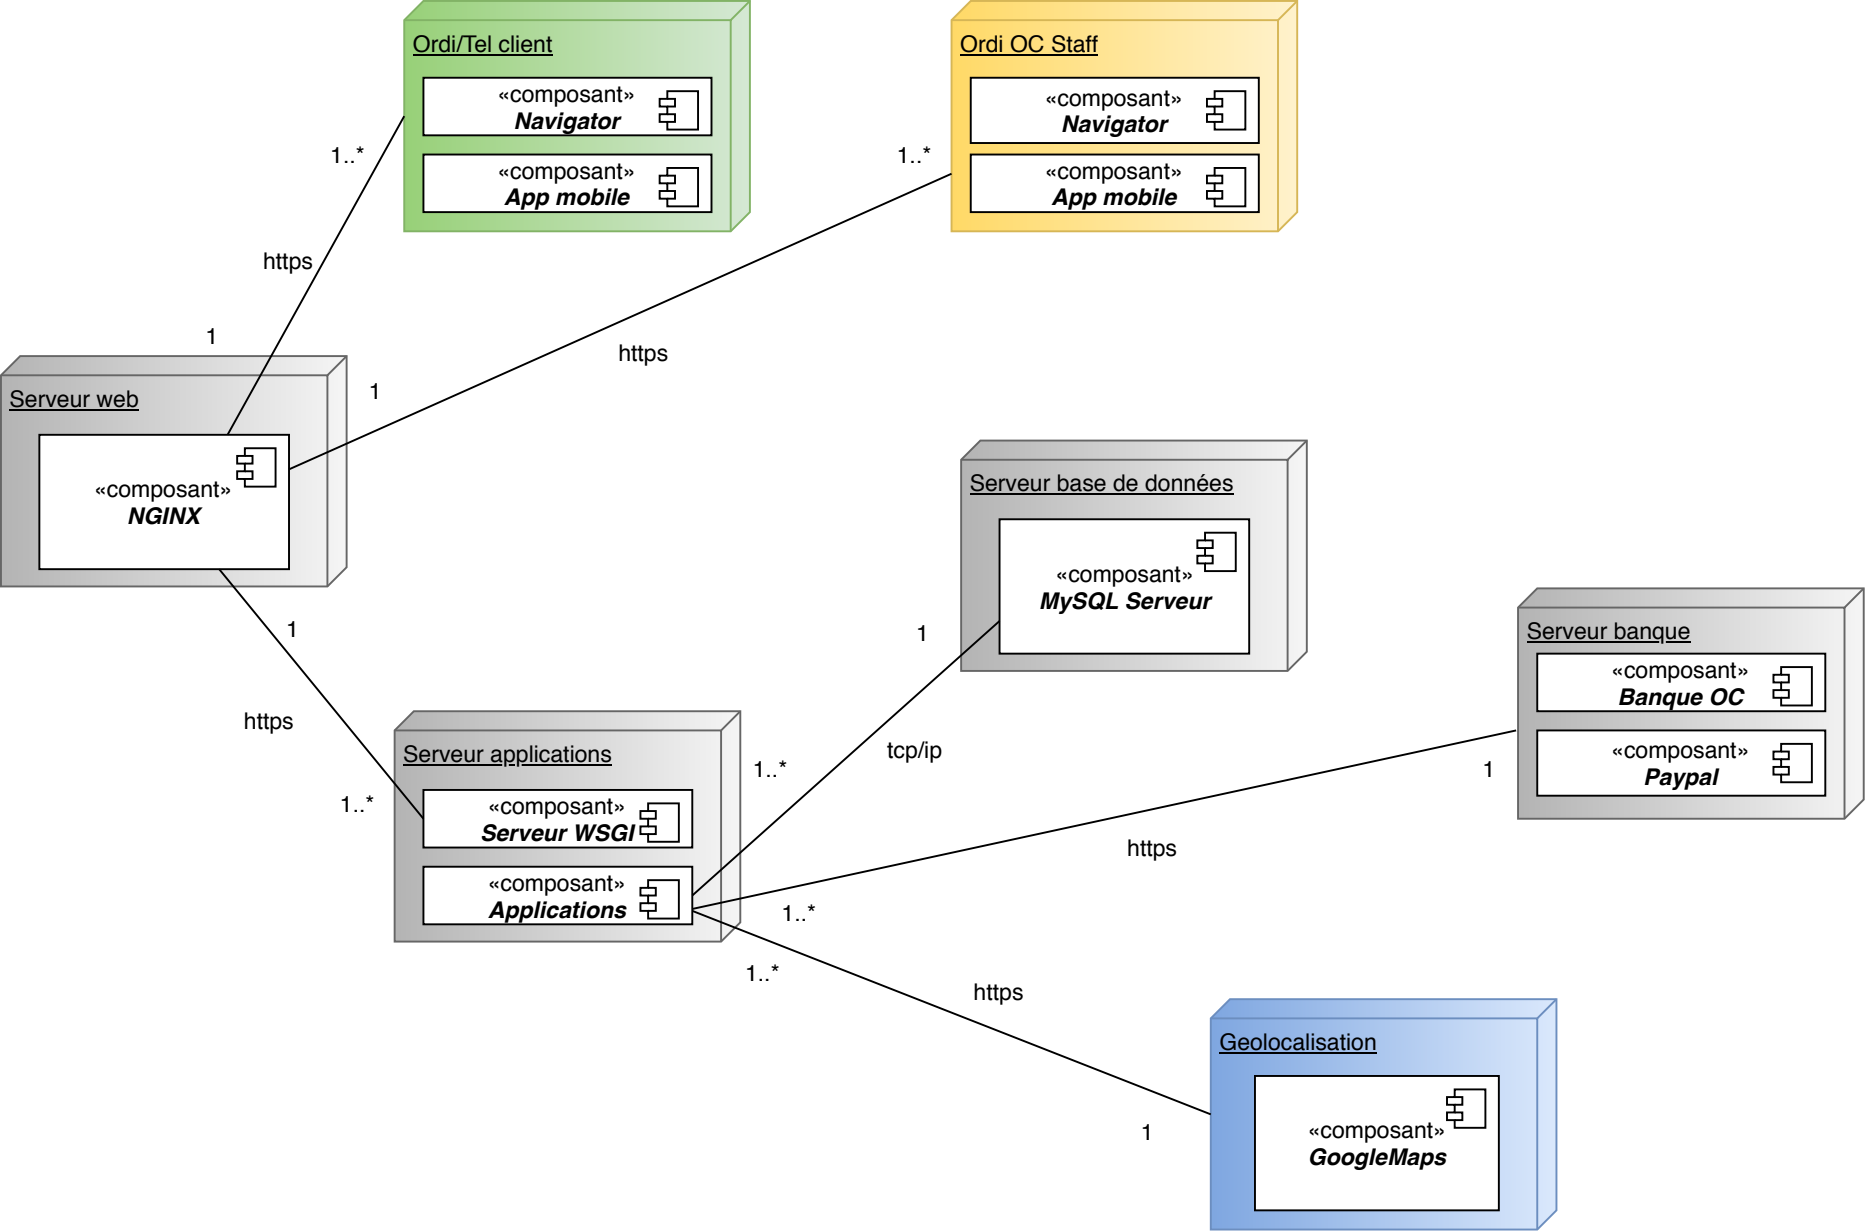 Ordi/Tel client
«composant»
Navigator
«composant»
App mobile
Ordi OC Staff
«composant»
Navigator
«composant»
App mobile
1..*
1..*
https
1
https
1
Serveur web
«composant»
NGINX
Serveur base de données
«composant»
MySQL Serveur
1
1
https
1..*
Serveur applications
«composant»
Serveur WSGI
«composant»
Applications
1..*
tcp/ip
Serveur banque
«composant»
Banque OC
«composant»
Paypal
1
https
1..*
1..*
https
1
Geolocalisation
«composant»
GoogleMaps